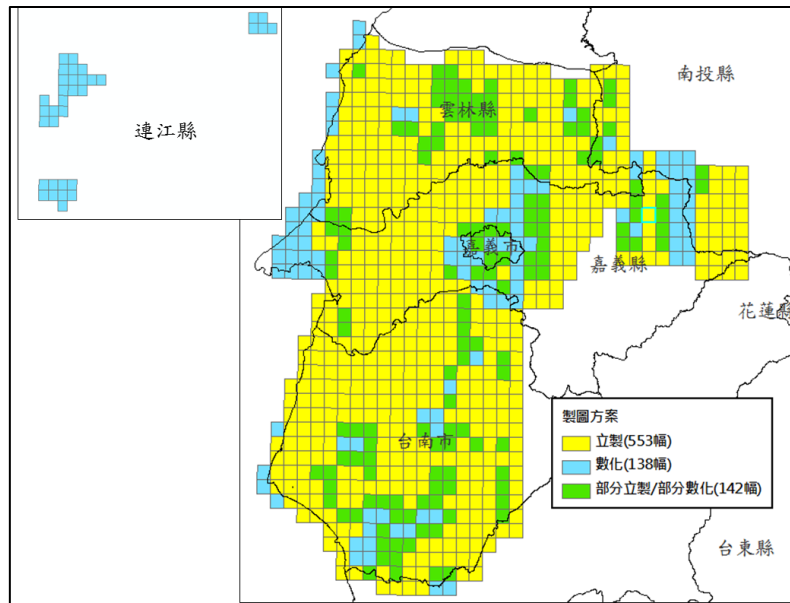 南投縣
雲林縣
連江縣
嘉義市
嘉義縣
花蓮縣
製圖方案
立製(553幅)
數化(138幅)
部分立製/部分數化(142幅)
台南市
台東縣